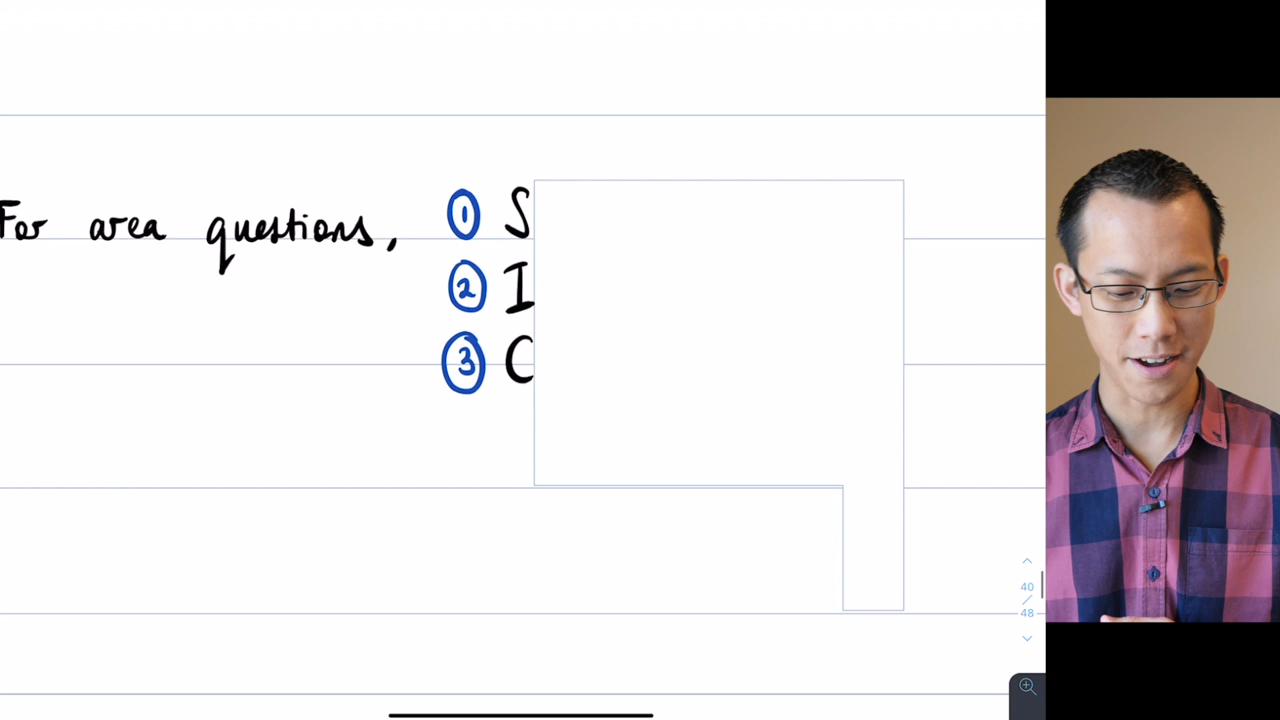 For area questions, ① S
② I
③ C
40
/
48